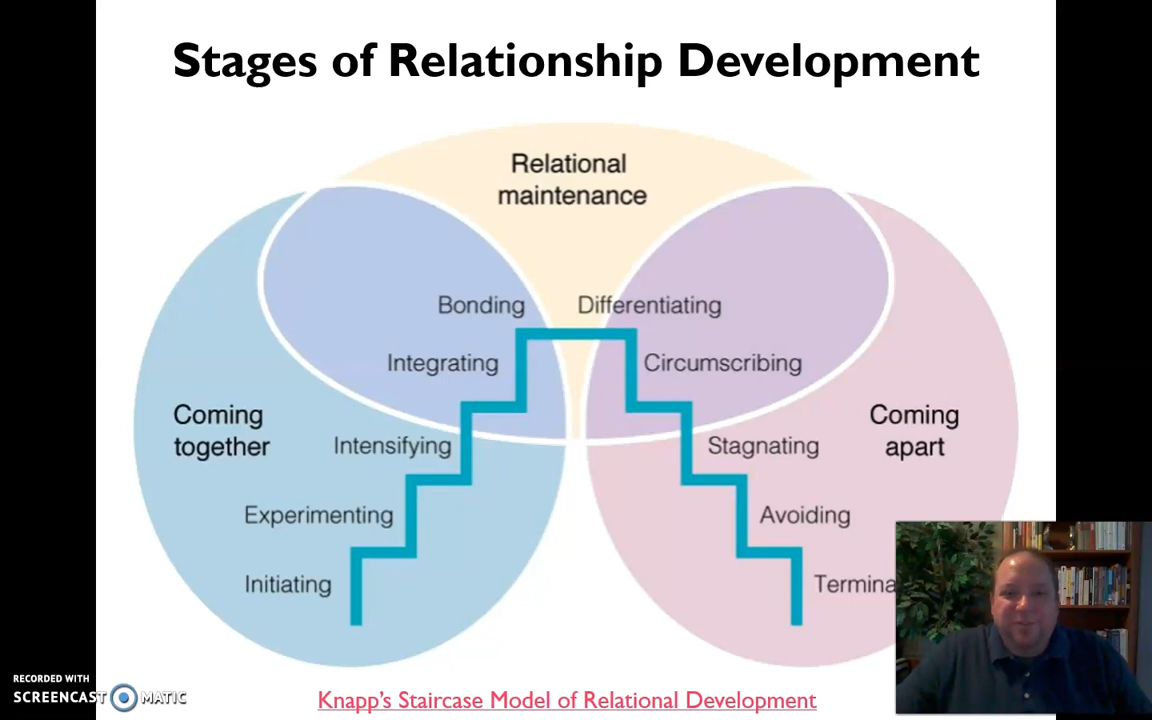 Stages of Relationship Development
Relational
maintenance
Bonding
Differentiating
Integrating
Circumscribing
Coming
together
Coming
apart
Intensifying
Stagnating
Experimenting
Avoiding
Initiating
Termina
RECORDED WITH
SCREENCAST MATIC
Knapp's Staircase Model of Relational Development